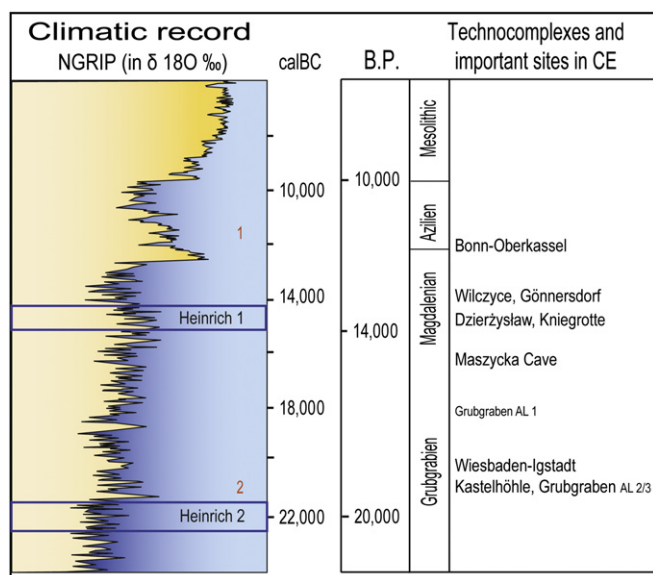 Climatic record
NGRIP (in δ 18O ‰)
calBC
B.P.
Technocomplexes and
important sites in CE
10,000
14,000
18,000
22,000
1
2
Heinrich 1
Heinrich 2
10,000
14,000
20,000
Mesolithic
Azilien
Magdalenian
Grubgrabien
Bonn-Oberkassel
Wilczyce, Gönnersdorf
Dzierżysław, Kniegrotte
Maszycka Cave
Grubgraben AL 1
Wiesbaden-Igstadt
Kastelhöhle, Grubgraben AL 2/3